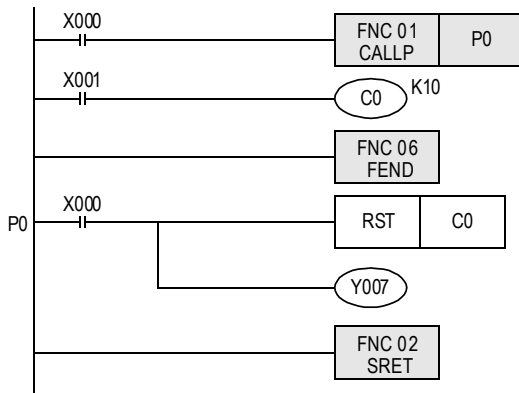 X000
FNC 01
CALLP
P0
X001
C0
K10
FNC 06
FEND
P0
X000
RST
C0
Y007
FNC 02
SRET